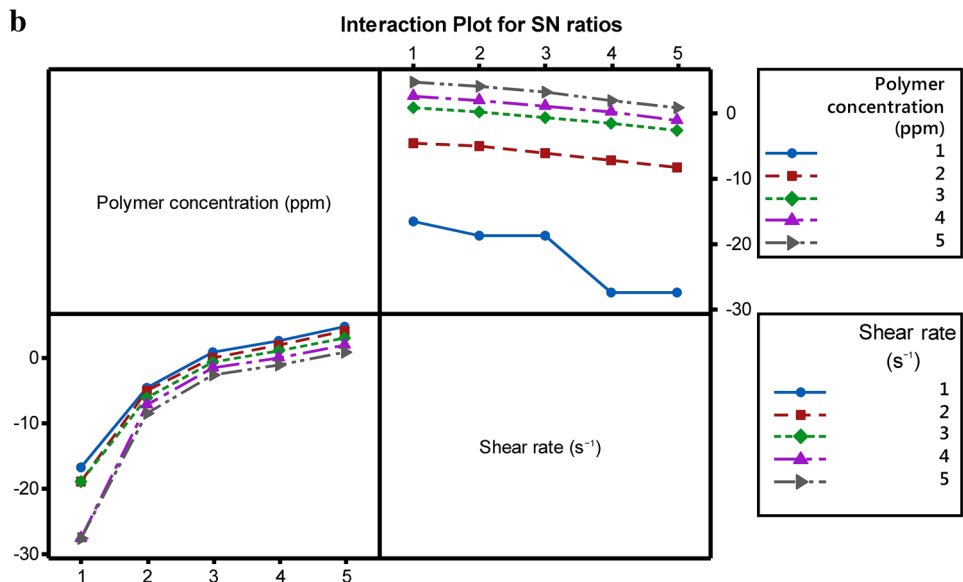 b
Interaction Plot for SN ratios
1 2 3 4 5
Polymer concentration (ppm)
0
-10
-20
-30
Polymer
concentration
(ppm)
1
2
3
4
5
0
-10
-20
-30
1 2 3 4 5
Shear rate (s⁻¹)
Shear rate
(s⁻¹)
1
2
3
4
5